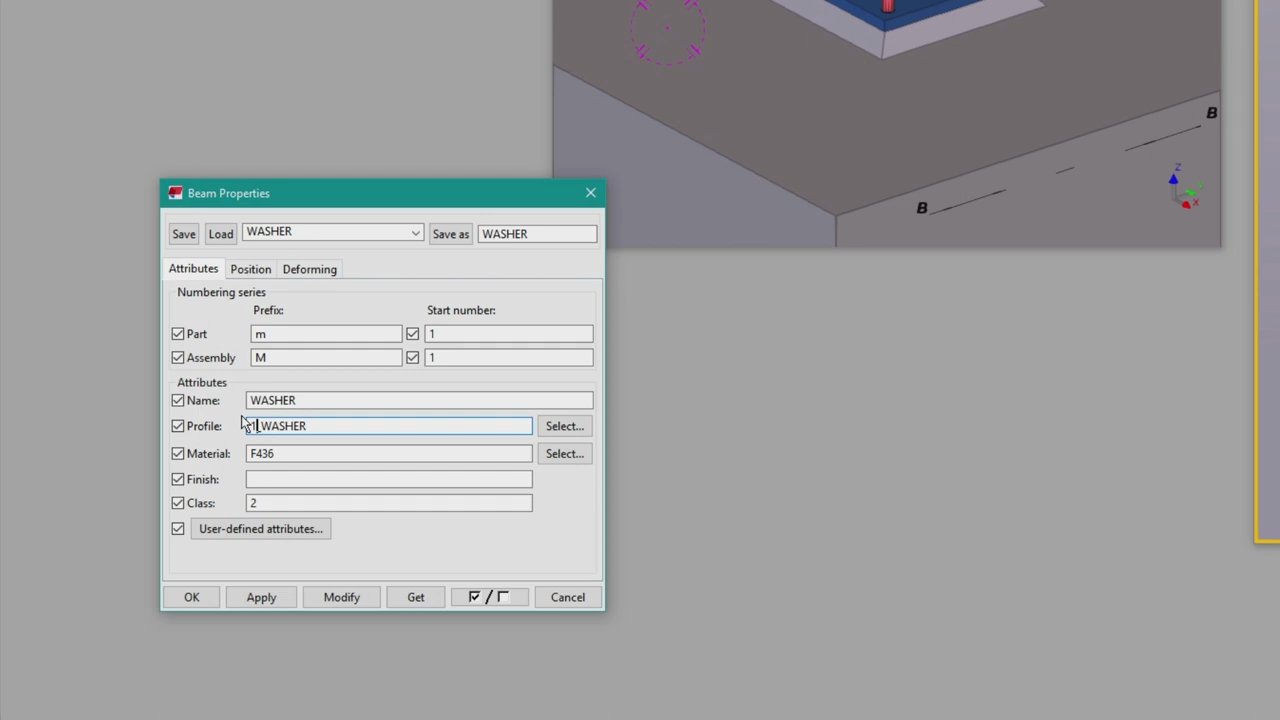 B
Z
X
B
Beam Properties
Save Load WASHER Save as WASHER
Attributes Position Deforming
Numbering series
Prefix: Start number:
Part m 1
Assembly M 1
Attributes
Name: WASHER
Profile: 1_WASHER Select...
Material: F436 Select...
Finish:
Class: 2
User-defined attributes...
OK Apply Modify Get / Cancel